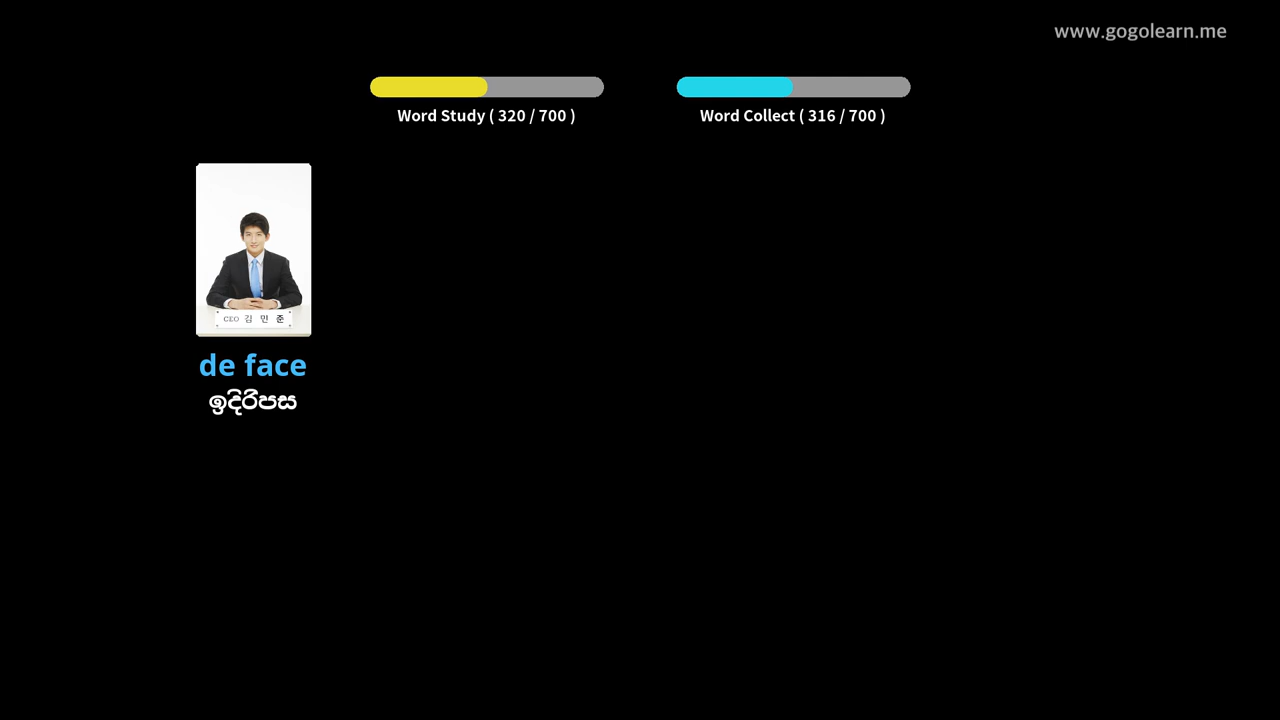 www.gogolearn.me
Word Study ( 320 / 700 )
Word Collect ( 316 / 700 )
CEO 김 민 준
de face
ඉදිරිපස